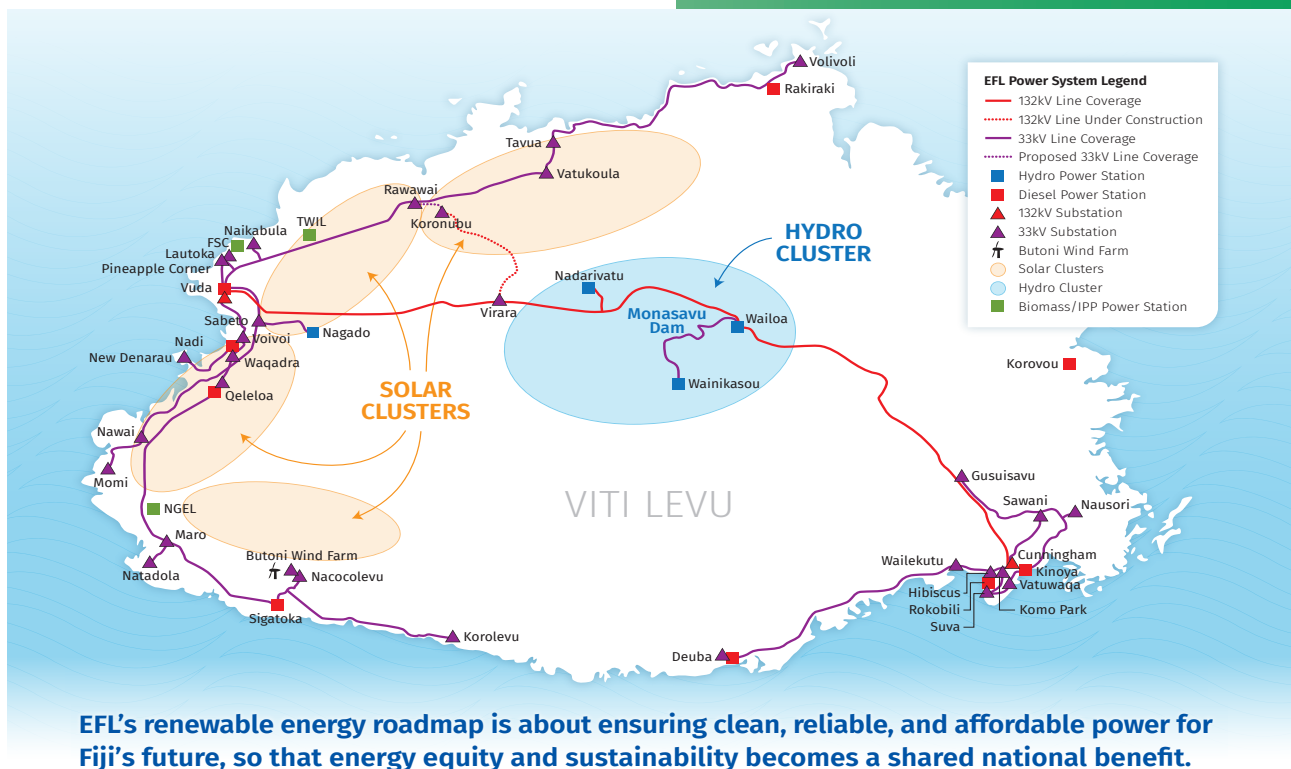 Volivoli
Rakiraki
EFL Power System Legend
132kV Line Coverage
132kV Line Under Construction
33kV Line Coverage
Proposed 33kV Line Coverage
Hydro Power Station
Diesel Power Station
132kV Substation
33kV Substation
Butoni Wind Farm
Solar Clusters
Hydro Cluster
Biomass/IPP Power Station
Tavua
Vatukoula
Rawawai
Koronubu
TWIL
Naikabula
FSC
Lautoka
Pineapple Corner
Vuda
HYDRO
CLUSTER
Nadarivatu
Virara
Monasavu
Dam
Wailoa
Wainikasou
Sabeto
Nagado
Voivoi
Nadi
New Denarau
Waqadra
Qeleloa
Korovou
SOLAR
CLUSTERS
Nawai
Momi
NGEL
Maro
Natadola
VITI LEVU
Gusuisavu
Sawani
Nausori
Butoni Wind Farm
Nacocolevu
Sigatoka
Korolevu
Wailekutu
Cunningham
Kinoya
Vatuwaqa
Hibiscus
Rokobili
Suva
Komo Park
Deuba
EFL's renewable energy roadmap is about ensuring clean, reliable, and affordable power for
Fiji's future, so that energy equity and sustainability becomes a shared national benefit.